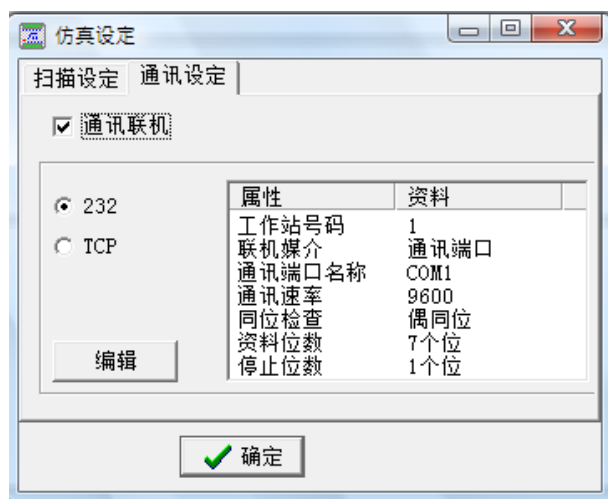 仿真设定
扫描设定 通讯设定
通讯联机
232
TCP
编辑
属性 资料
工作站号码 1
联机媒介 通讯端口
通讯端口名称 COM1
通讯速率 9600
同位检查 偶同位
资料位数 7个位
停止位数 1个位
确定